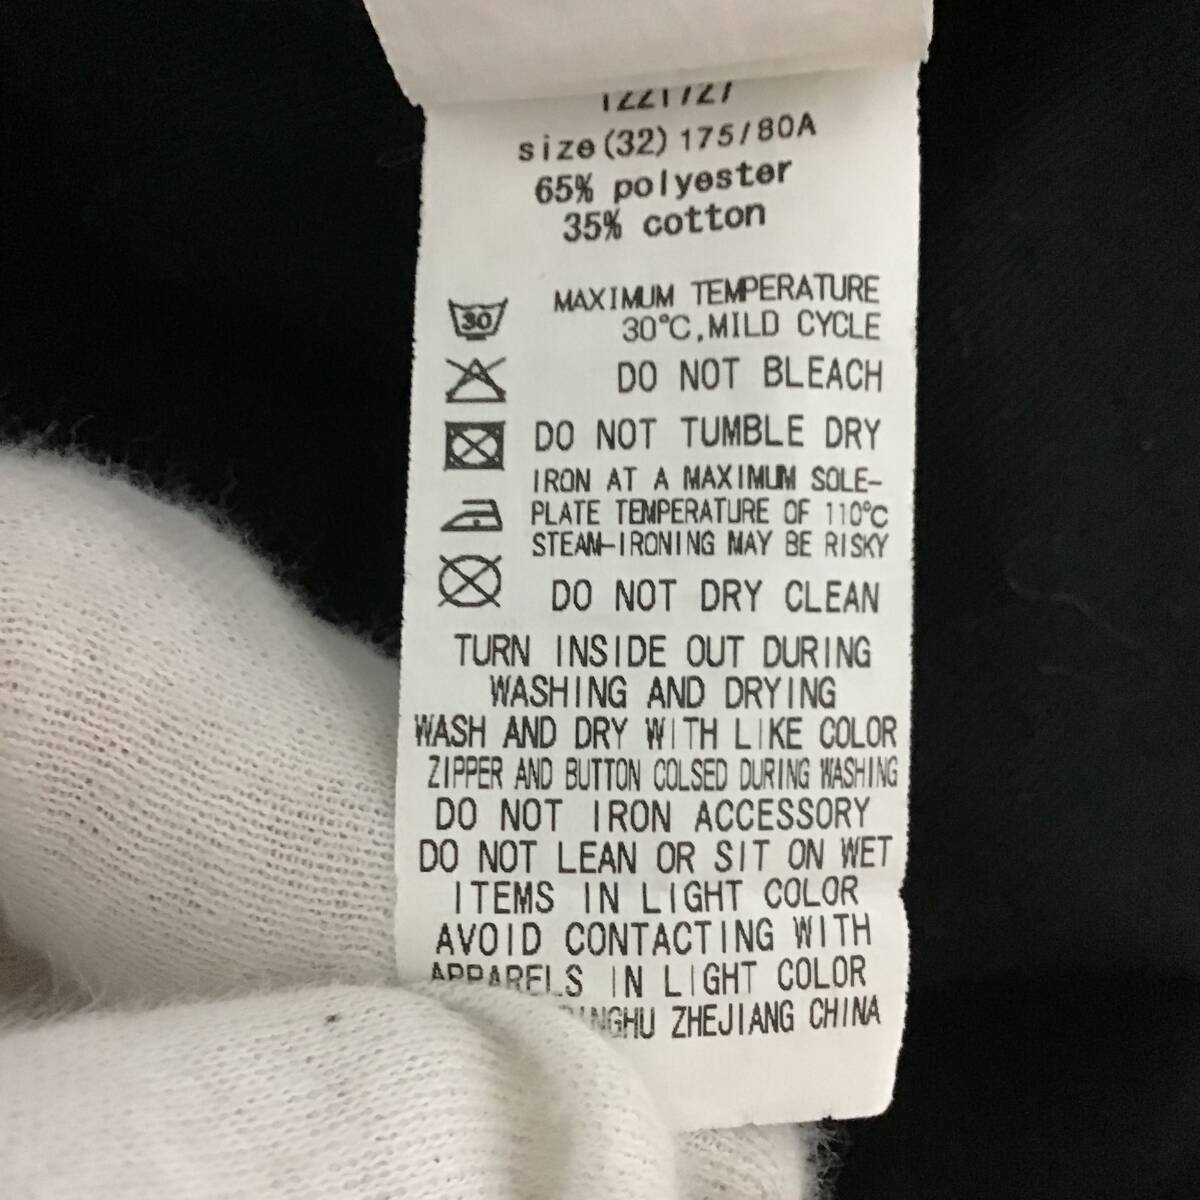 1221727
size(32)175/80A
65% polyester
35% cotton
30
MAXIMUM TEMPERATURE
30°C,MILD CYCLE
DO NOT BLEACH
DO NOT TUMBLE DRY
IRON AT A MAXIMUM SOLE-
PLATE TEMPERATURE OF 110°C
STEAM-IRONING MAY BE RISKY
DO NOT DRY CLEAN
TURN INSIDE OUT DURING
WASHING AND DRYING
WASH AND DRY WITH LIKE COLOR
ZIPPER AND BUTTON COLSED DURING WASHING
DO NOT IRON ACCESSORY
DO NOT LEAN OR SIT ON WET
ITEMS IN LIGHT COLOR
AVOID CONTACTING WITH
APPARELS IN LIGHT COLOR
ZHEJIANG CHINA